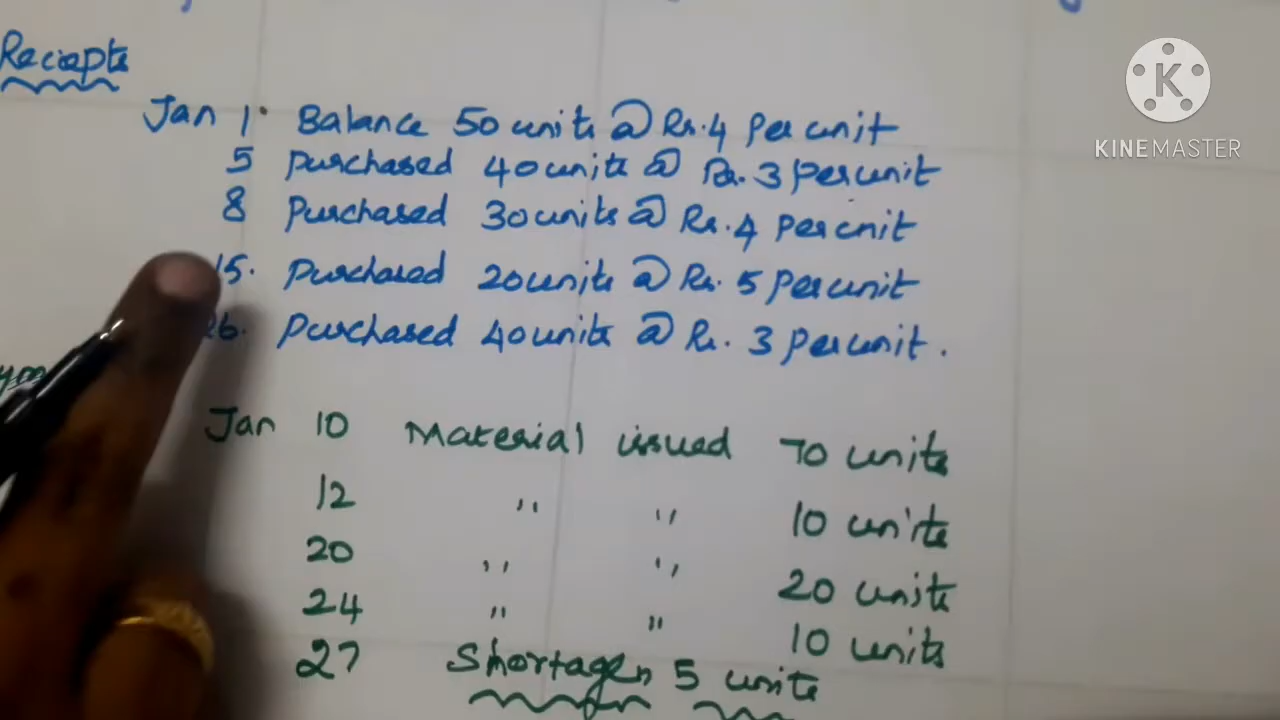 Reciepts
KINEMASTER
Jan 1. Balance 50 units @ Rs. 4 Per unit
5 purchased 40 units @ Rs. 3 per unit
8 purchased 30 units @ Rs. 4 Per unit
15. purchased 20 units @ Rs. 5 per unit
26. purchased 40 units @ Rs. 3 per unit.
Jan 10 Material issued 70 units
12 " " 10 units
20 " " 20 units
24 " " 10 units
27 Shortage 5 units